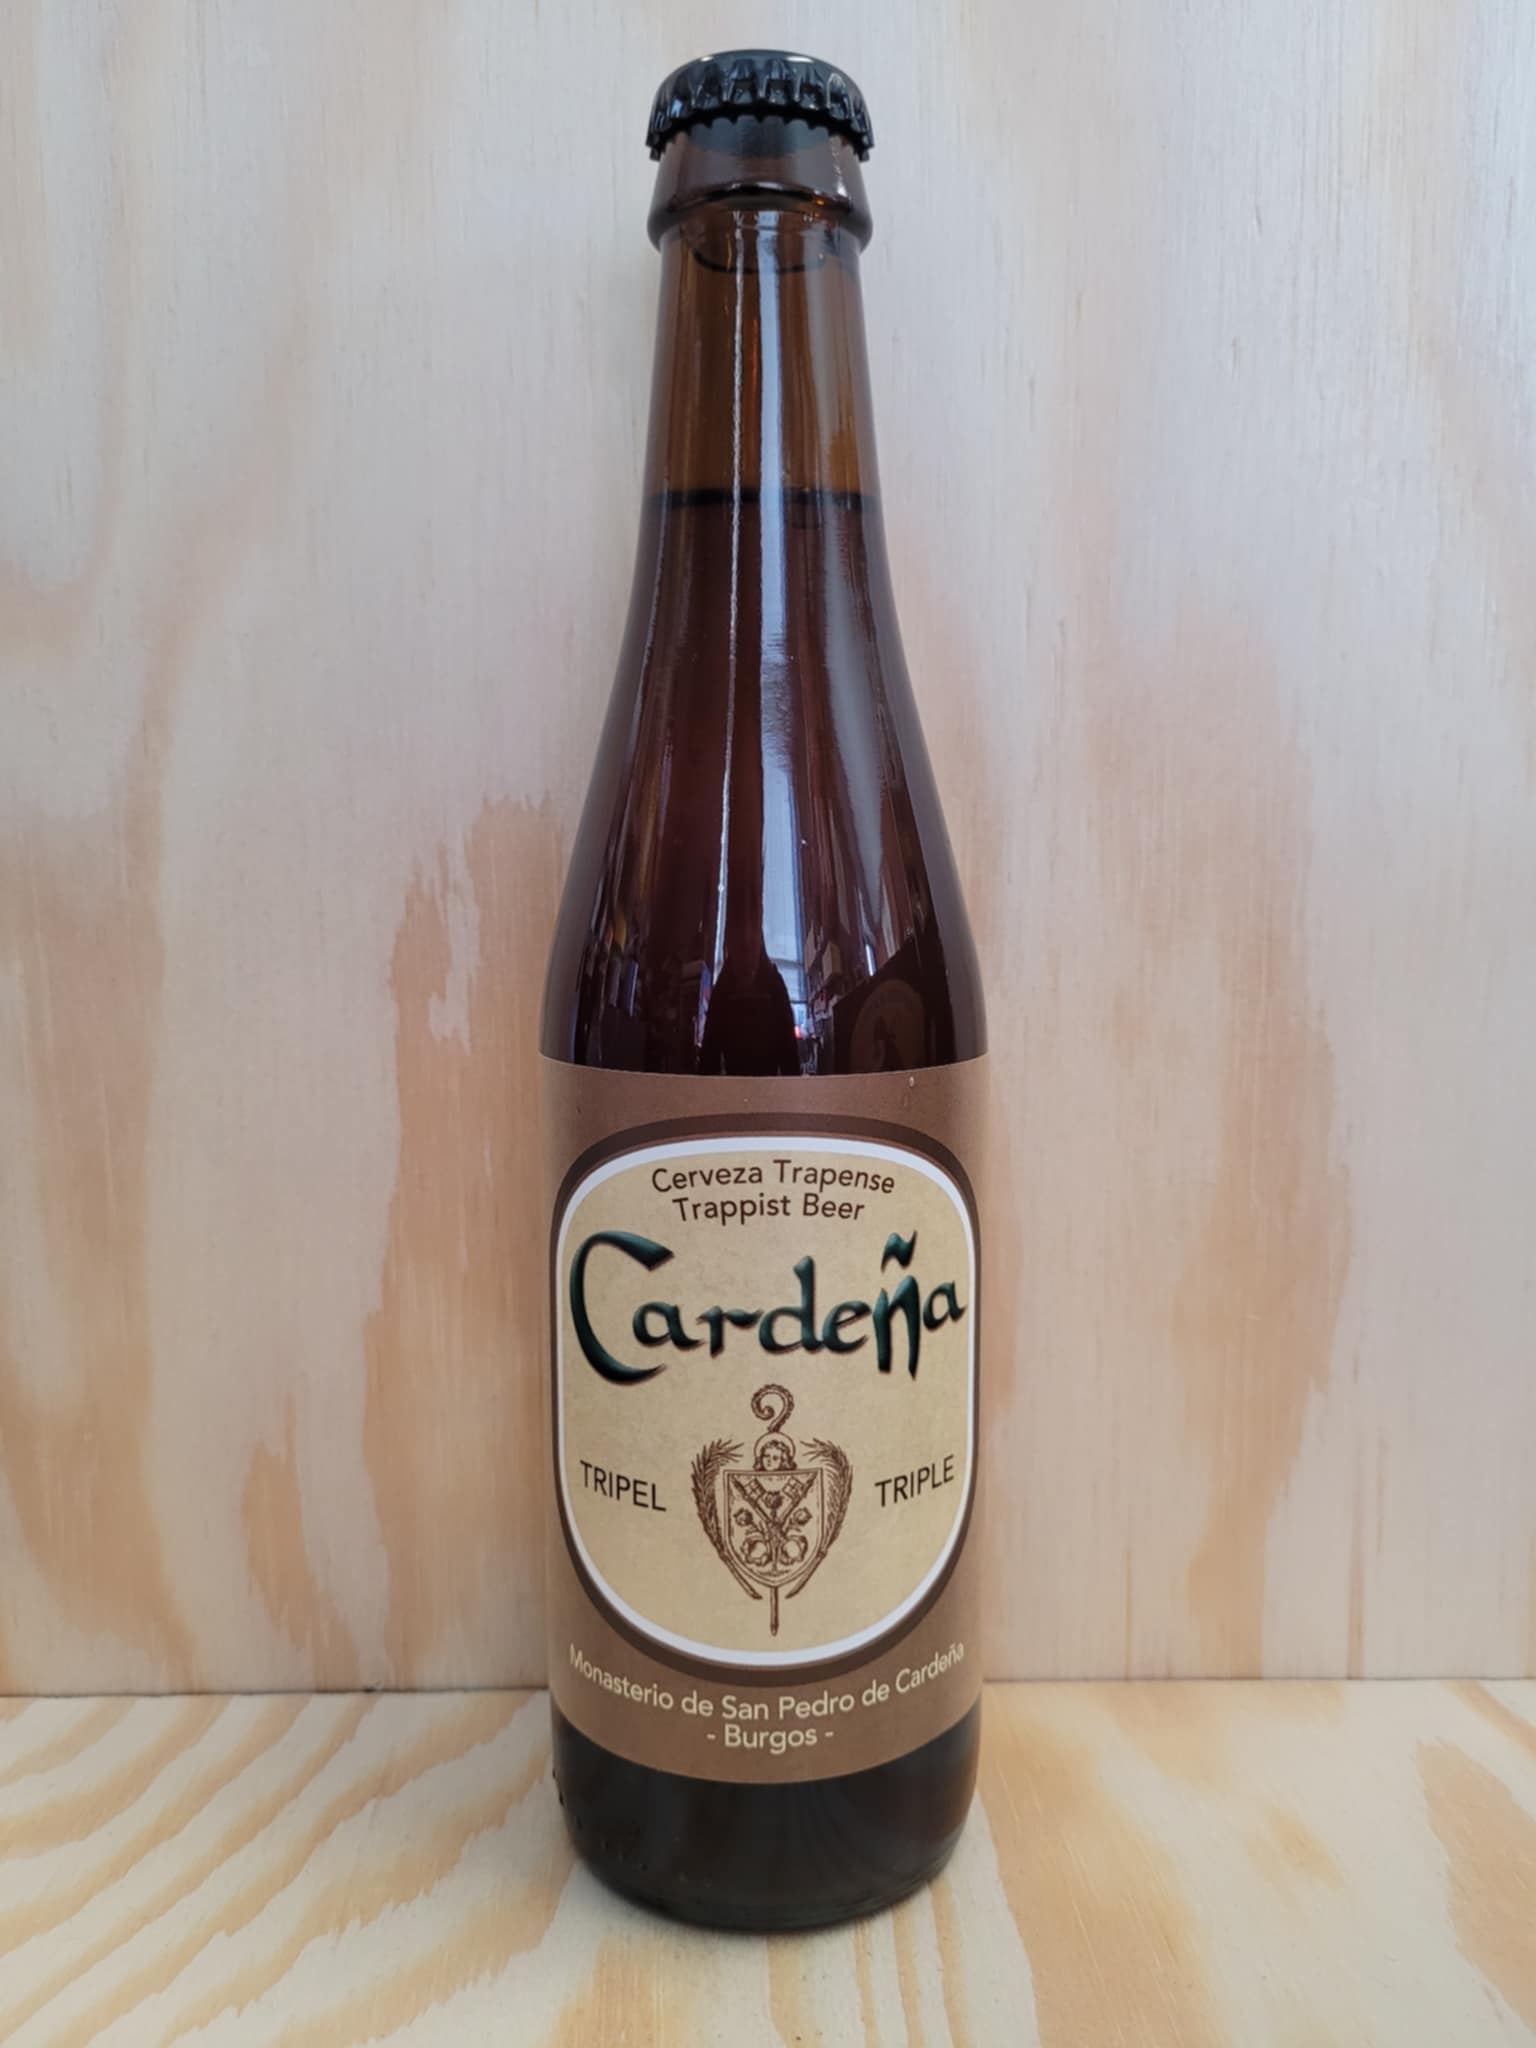 Cerveza Trapense
Trappist Beer
Cardeña
TRIPEL
TRIPLE
Monasterio de San Pedro de Cardeña
- Burgos -